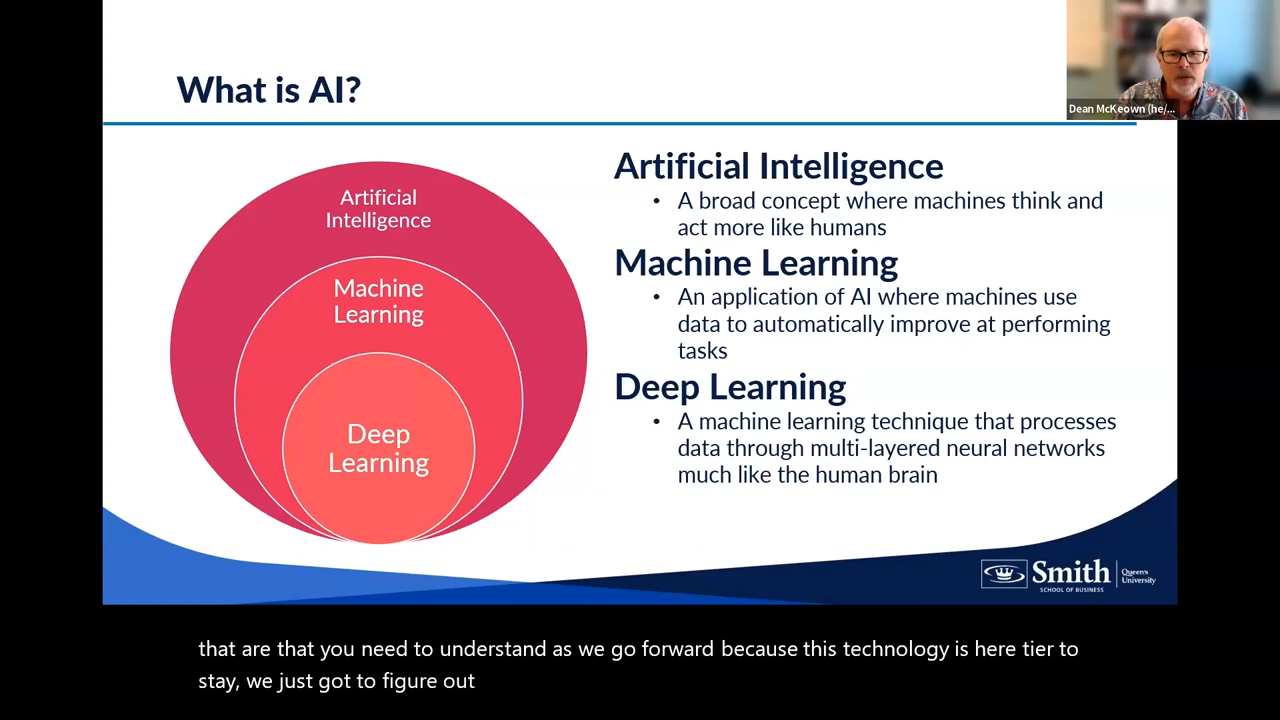 What is AI?
Dean McKeown (he/...
Artificial
Intelligence
Machine
Learning
Deep
Learning
Artificial Intelligence
• A broad concept where machines think and
act more like humans
Machine Learning
• An application of AI where machines use
data to automatically improve at performing
tasks
Deep Learning
• A machine learning technique that processes
data through multi-layered neural networks
much like the human brain
Smith
SCHOOL OF BUSINESS
Queen's
University
that are that you need to understand as we go forward because this technology is here tier to
stay, we just got to figure out